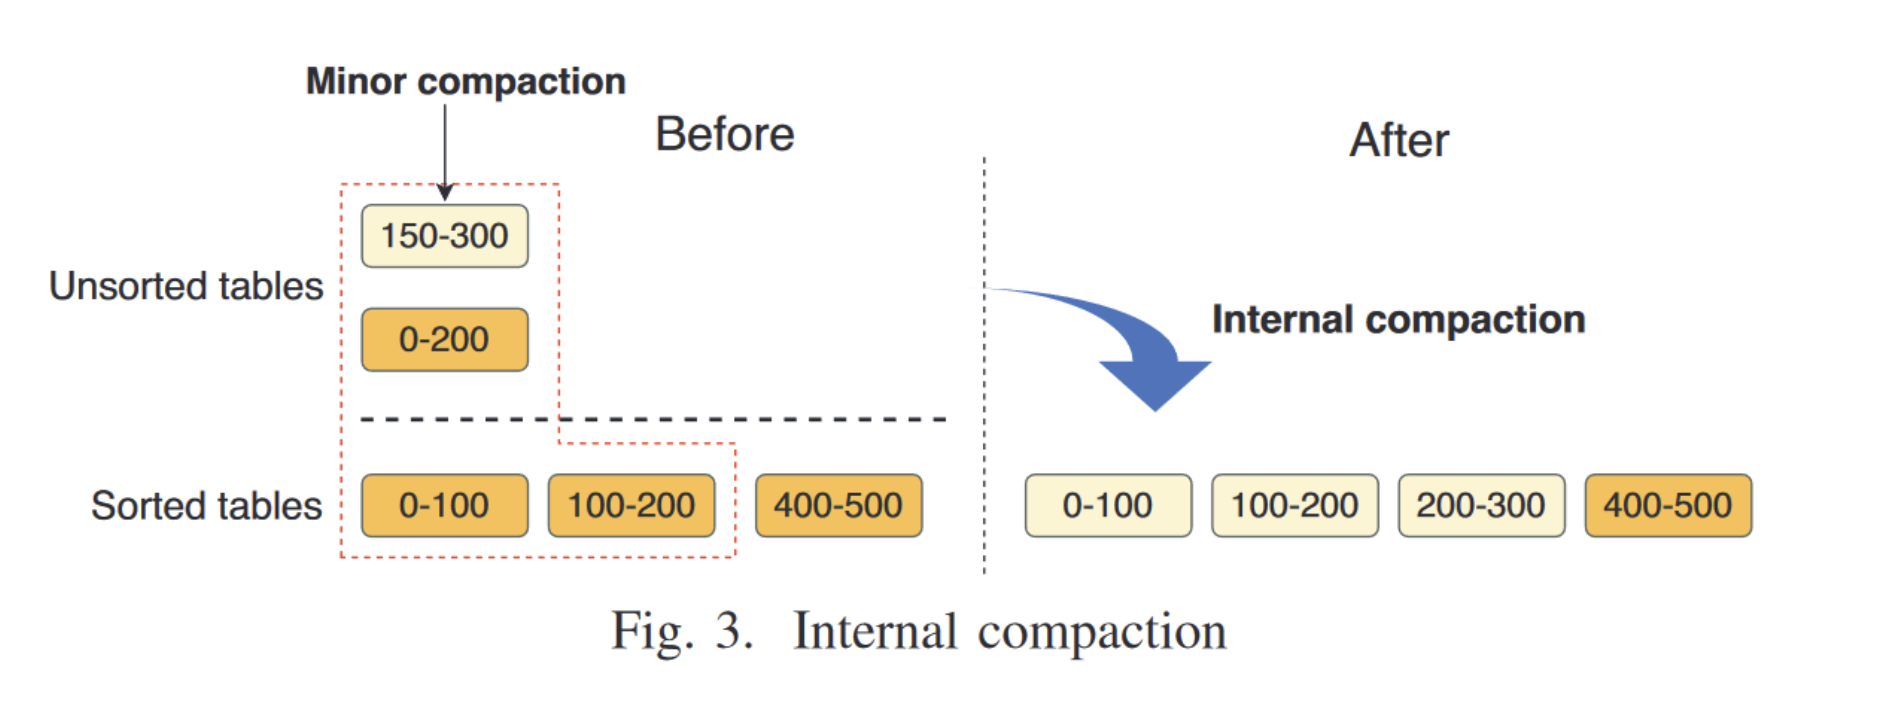 Minor compaction
Before
After
150-300
Unsorted tables
0-200
Internal compaction
Sorted tables
0-100 100-200 400-500
0-100 100-200 200-300 400-500
Fig. 3. Internal compaction